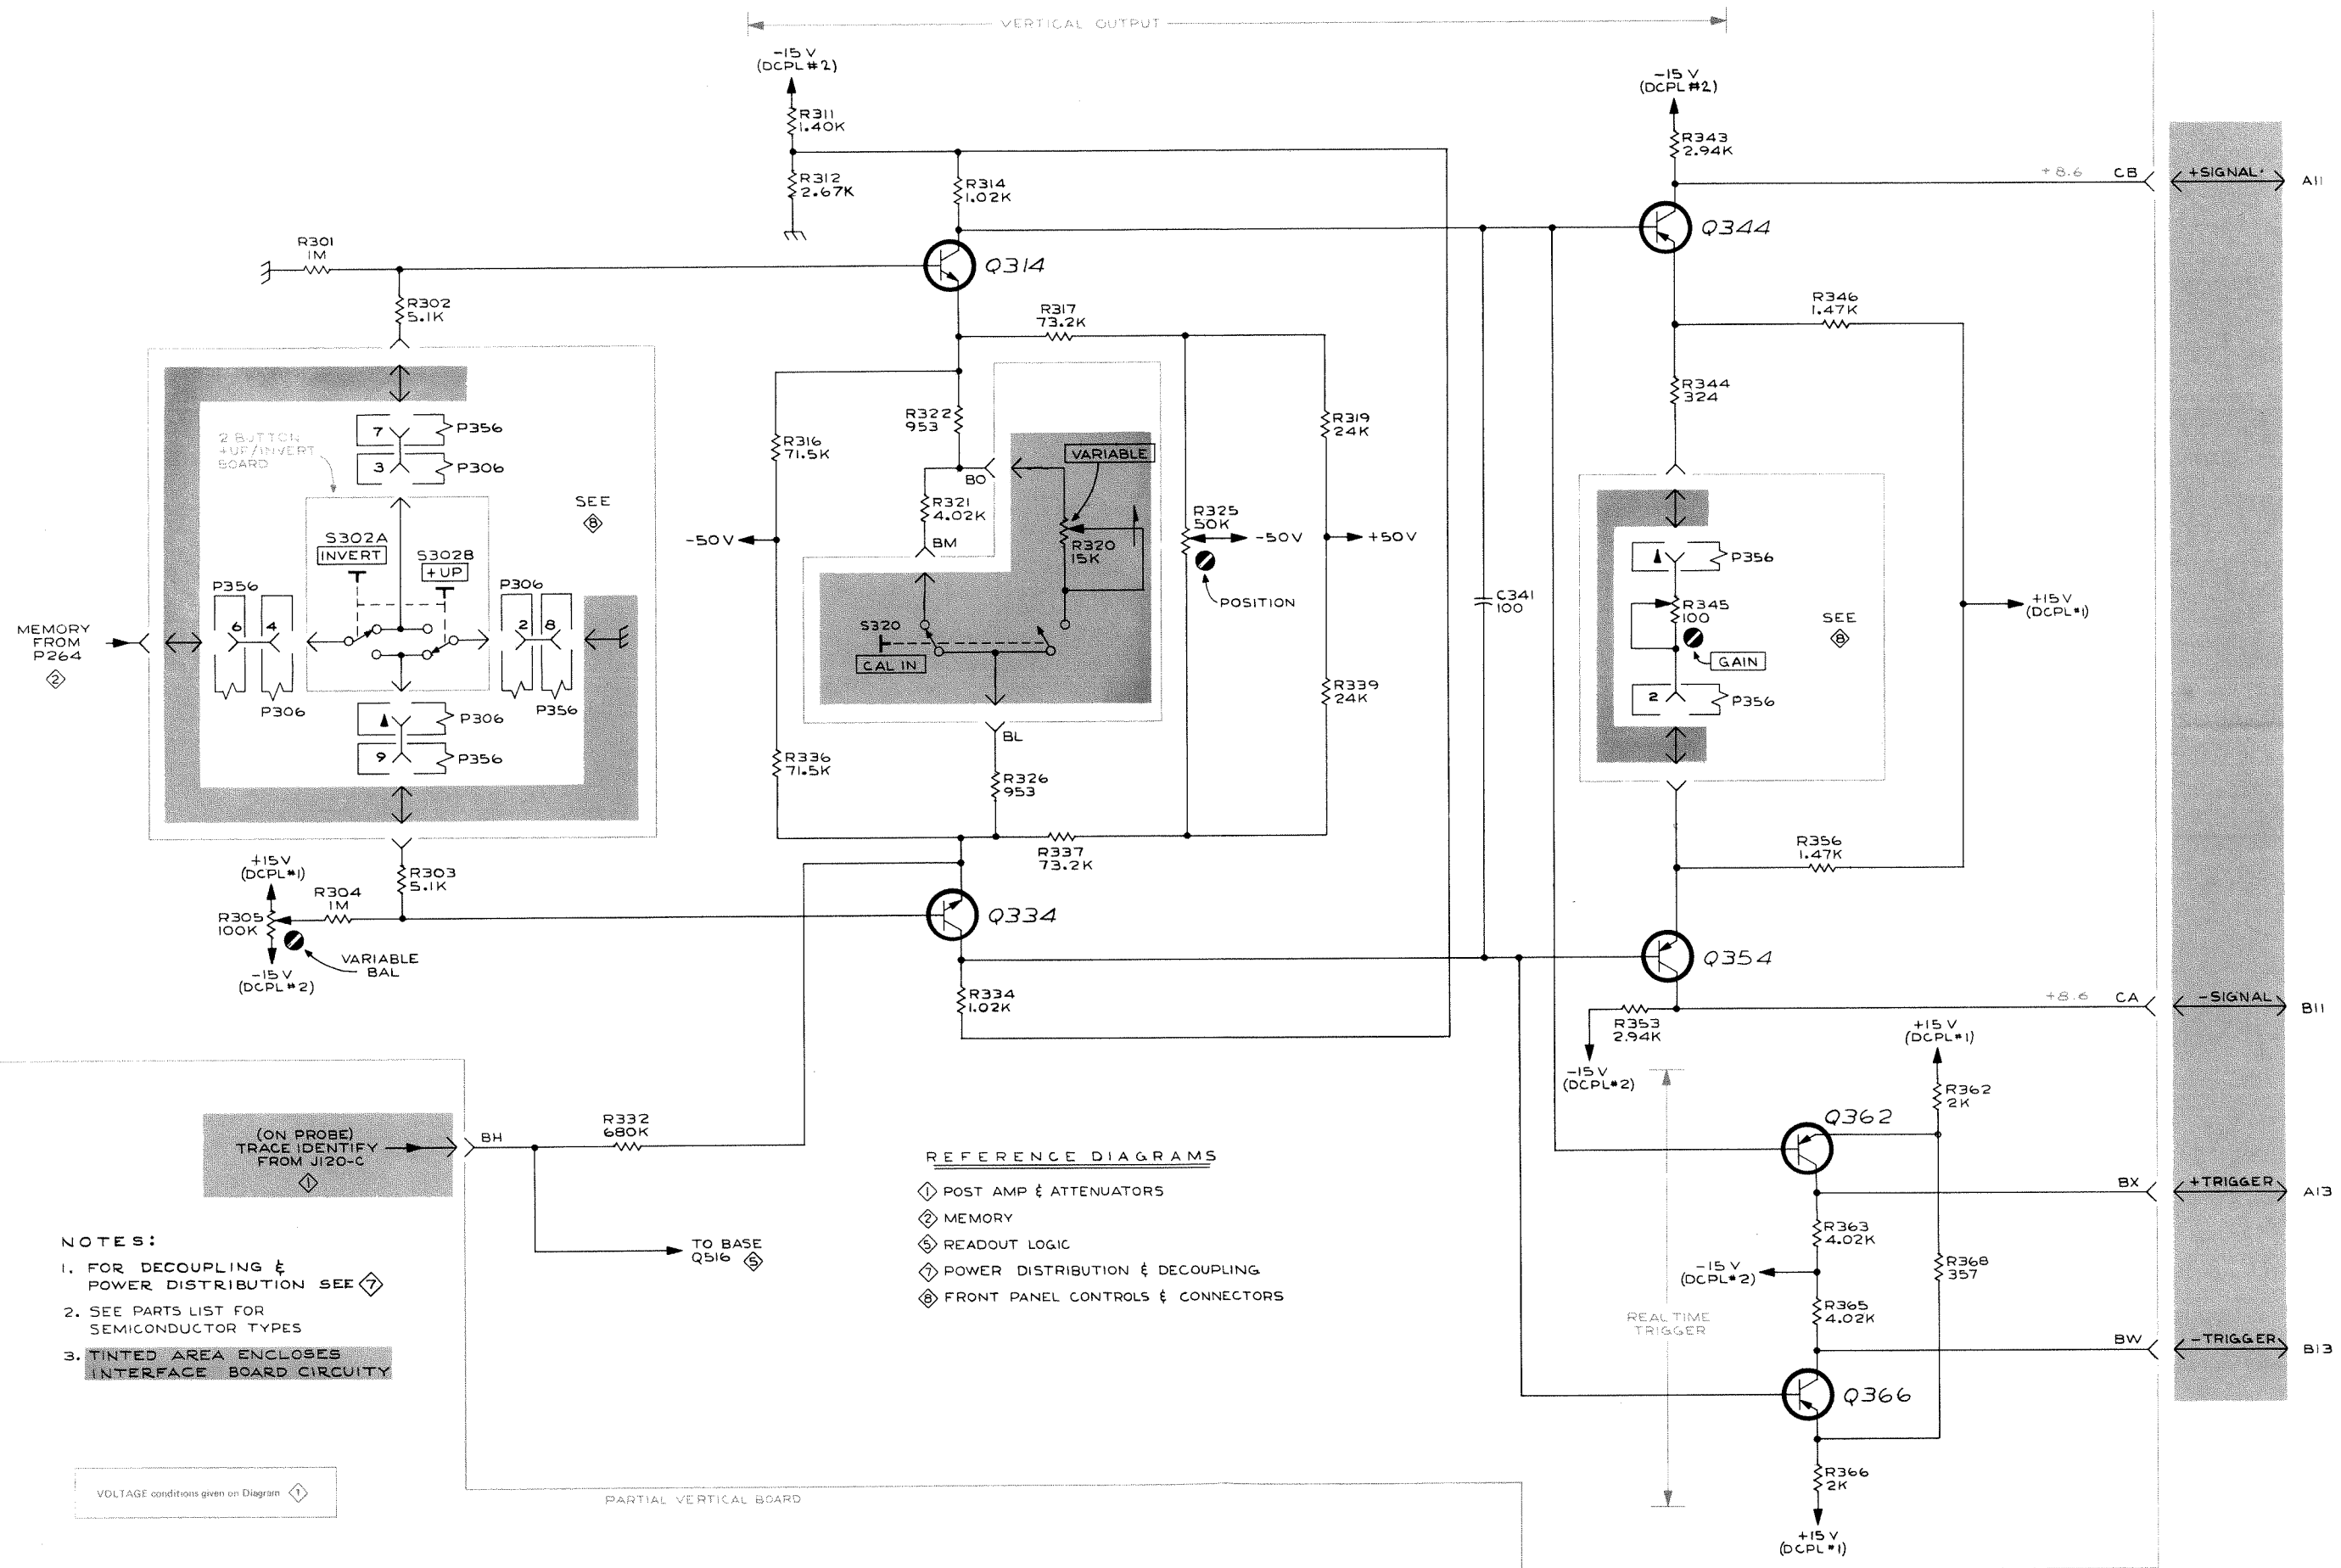 VERTICAL OUTPUT
-15 V
(DCPL#2)
R311
1.40K
R312
2.67K
R314
1.02K
-15 V
(DCPL#2)
R343
2.94K
+8.6
CB
+SIGNAL
A11
Q344
R301
1M
Q314
R302
5.1K
R317
73.2K
R346
1.47K
R344
324
2 BUTTON
+UP/INVERT
BOARD
7
P356
3
P306
SEE
8
S302A
INVERT
S302B
+UP
P356
6
4
P306
P306
2
8
P356
MEMORY
FROM
P264
2
P306
9
P356
R322
953
R316
71.5K
-50V
BO
R321
4.02K
BM
VARIABLE
R320
15K
S320
CAL IN
BL
R326
953
R336
71.5K
R325
50K
-50V
POSITION
R319
24K
+50V
R339
24K
C341
100
P356
R345
100
GAIN
2
P356
SEE
8
+15V
(DCPL#1)
R337
73.2K
R356
1.47K
+15V
(DCPL#1)
R303
5.1K
R304
1M
R305
100K
VARIABLE
BAL
-15V
(DCPL#2)
Q334
Q354
R334
1.02K
R353
2.94K
-15V
(DCPL#2)
+8.6
CA
-SIGNAL
B11
+15V
(DCPL#1)
R362
2K
(ON PROBE)
TRACE IDENTIFY
FROM J120-C
1
BH
R332
680K
TO BASE
Q516
5
Q362
BX
+TRIGGER
A13
R363
4.02K
-15V
(DCPL#2)
R368
357
R365
4.02K
REAL TIME
TRIGGER
BW
-TRIGGER
B13
Q366
R366
2K
+15V
(DCPL#1)
REFERENCE DIAGRAMS
1 POST AMP & ATTENUATORS
2 MEMORY
5 READOUT LOGIC
7 POWER DISTRIBUTION & DECOUPLING
8 FRONT PANEL CONTROLS & CONNECTORS
NOTES:
1. FOR DECOUPLING &
POWER DISTRIBUTION SEE 7
2. SEE PARTS LIST FOR
SEMICONDUCTOR TYPES
3. TINTED AREA ENCLOSES
INTERFACE BOARD CIRCUITY
VOLTAGE conditions given on Diagram 1
PARTIAL VERTICAL BOARD